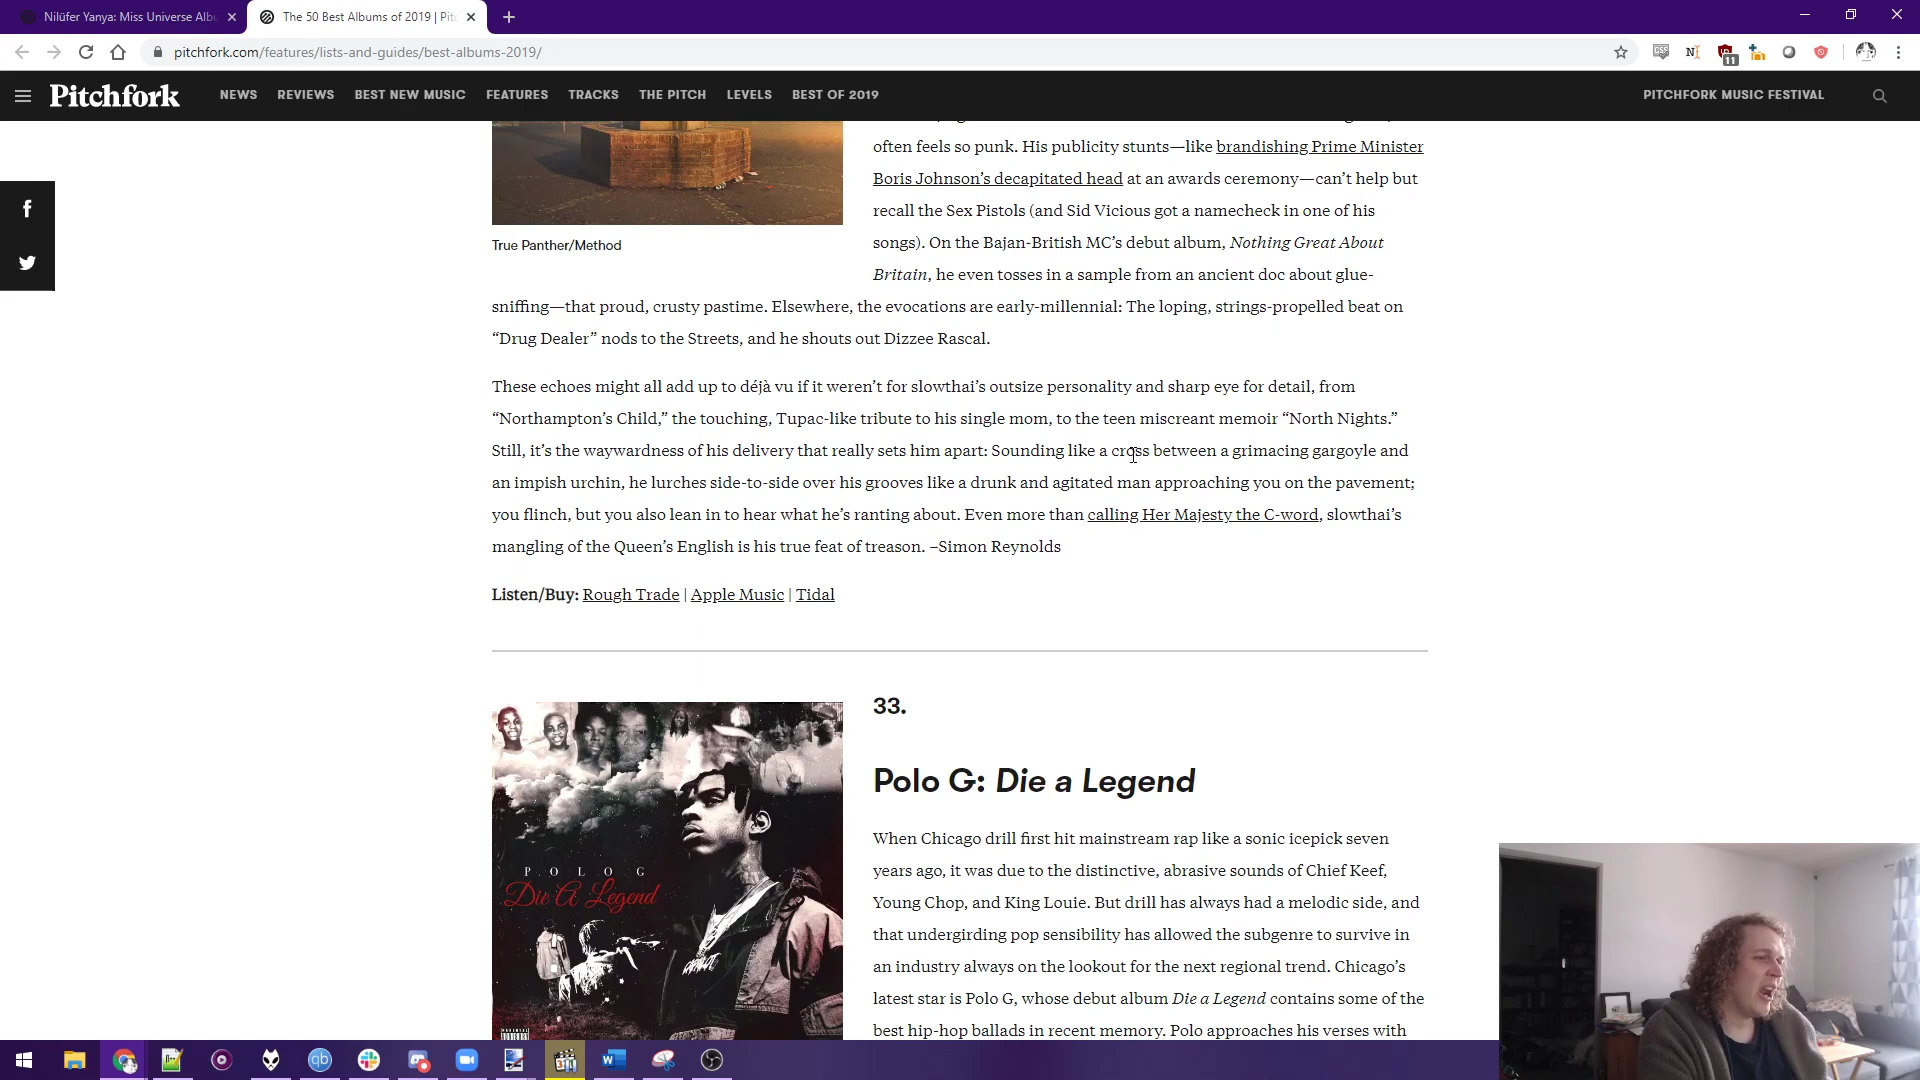 Nilüfer Yanya: Miss Universe Albu
The 50 Best Albums of 2019 | Pitc
pitchfork.com/features/lists-and-guides/best-albums-2019/
11
Pitchfork
NEWS REVIEWS BEST NEW MUSIC FEATURES TRACKS THE PITCH LEVELS BEST OF 2019 PITCHFORK MUSIC FESTIVAL
often feels so punk. His publicity stunts—like brandishing Prime Minister
Boris Johnson’s decapitated head at an awards ceremony—can’t help but
recall the Sex Pistols (and Sid Vicious got a namecheck in one of his
songs). On the Bajan-British MC’s debut album, Nothing Great About
Britain, he even tosses in a sample from an ancient doc about glue-
sniffing—that proud, crusty pastime. Elsewhere, the evocations are early-millennial: The loping, strings-propelled beat on
“Drug Dealer” nods to the Streets, and he shouts out Dizzee Rascal.
True Panther/Method
These echoes might all add up to déjà vu if it weren’t for slowthai’s outsize personality and sharp eye for detail, from
“Northampton’s Child,” the touching, Tupac-like tribute to his single mom, to the teen miscreant memoir “North Nights.”
Still, it’s the waywardness of his delivery that really sets him apart: Sounding like a cross between a grimacing gargoyle and
an impish urchin, he lurches side-to-side over his grooves like a drunk and agitated man approaching you on the pavement;
you flinch, but you also lean in to hear what he’s ranting about. Even more than calling Her Majesty the C-word, slowthai’s
mangling of the Queen’s English is his true feat of treason. –Simon Reynolds
Listen/Buy: Rough Trade | Apple Music | Tidal
33.
Polo G: Die a Legend
POLO G
Die A Legend
When Chicago drill first hit mainstream rap like a sonic icepick seven
years ago, it was due to the distinctive, abrasive sounds of Chief Keef,
Young Chop, and King Louie. But drill has always had a melodic side, and
that undergirding pop sensibility has allowed the subgenre to survive in
an industry always on the lookout for the next regional trend. Chicago’s
latest star is Polo G, whose debut album Die a Legend contains some of the
best hip-hop ballads in recent memory. Polo approaches his verses with